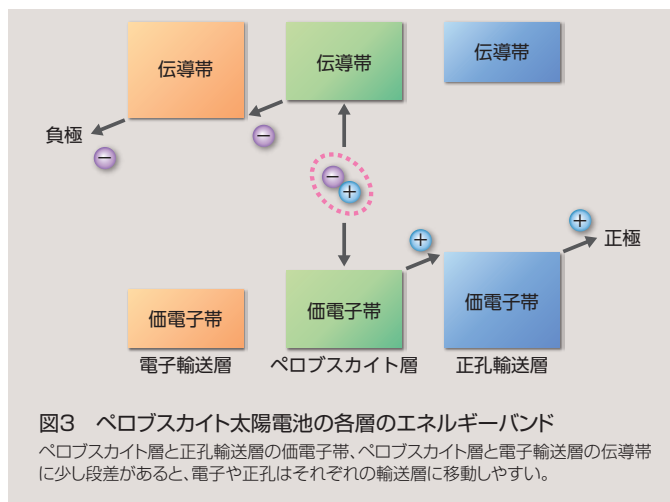 伝導帯
伝導帯
伝導帯
負極
−
−
−
+
+
+
正極
価電子帯
価電子帯
価電子帯
電子輸送層
ペロブスカイト層
正孔輸送層
図3 ペロブスカイト太陽電池の各層のエネルギーバンド
ペロブスカイト層と正孔輸送層の価電子帯、ペロブスカイト層と電子輸送層の伝導帯
に少し段差があると、電子や正孔はそれぞれの輸送層に移動しやすい。